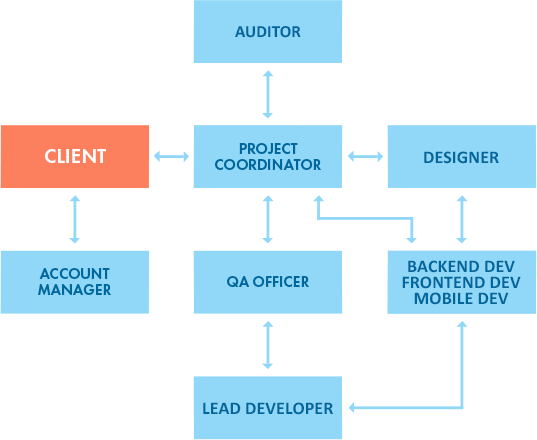 AUDITOR
CLIENT
PROJECT
COORDINATOR
DESIGNER
ACCOUNT
MANAGER
QA OFFICER
BACKEND DEV
FRONTEND DEV
MOBILE DEV
LEAD DEVELOPER